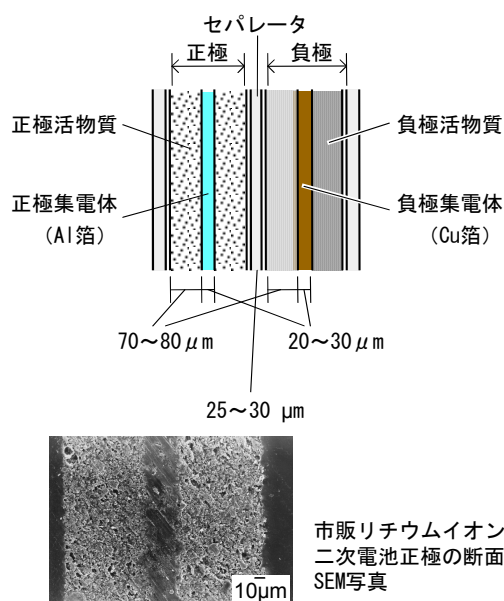 セパレータ
正極 負極
正極活物質 負極活物質
正極集電体 負極集電体
(Al箔) (Cu箔)
70～80μm 20～30μm
25～30 μm
10μm
市販リチウムイオン
二次電池正極の断面
SEM写真